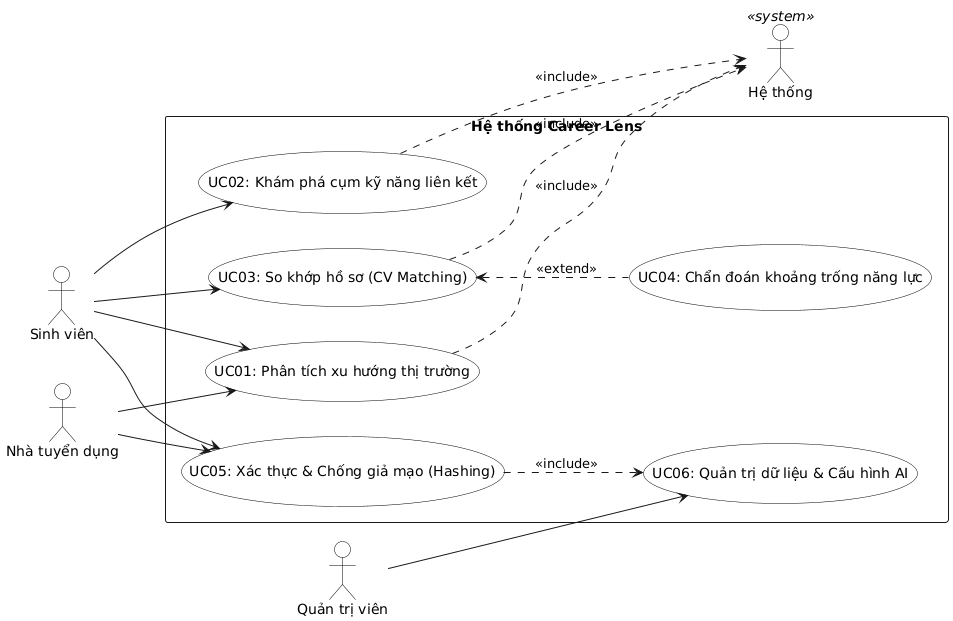 «system»
Hệ thống
«include»
Hệ thống Career Lens
«include»
UC02: Khám phá cụm kỹ năng liên kết
«include»
UC03: So khớp hồ sơ (CV Matching)
«extend»
UC04: Chẩn đoán khoảng trống năng lực
Sinh viên
UC01: Phân tích xu hướng thị trường
Nhà tuyển dụng
UC05: Xác thực & Chống giả mạo (Hashing)
«include»
UC06: Quản trị dữ liệu & Cấu hình AI
Quản trị viên